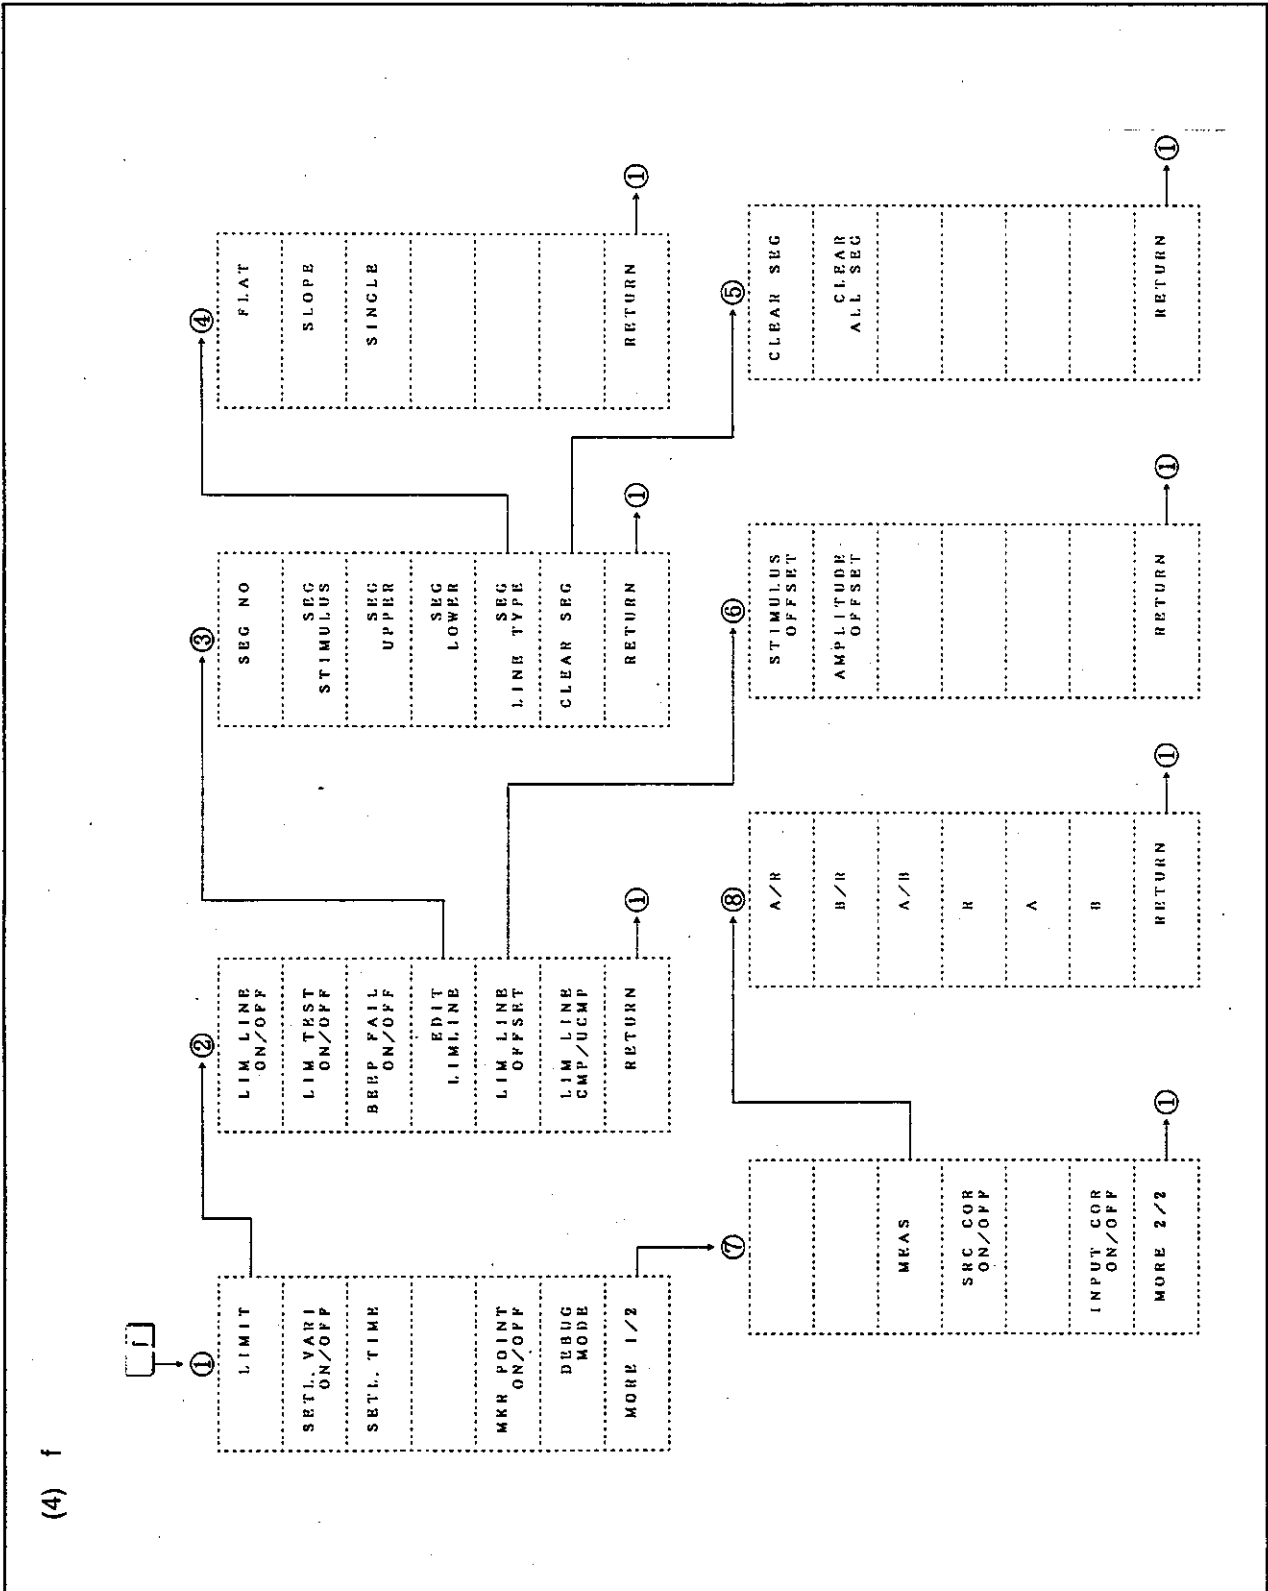 (4) f
①
LIMIT
SETL. VARI
ON/OFF
SETL. TIME
MKR POINT
ON/OFF
DEBUG
MODE
MORE 1/2
②
LIM LINE
ON/OFF
LIM TEST
ON/OFF
BEEP FAIL
ON/OFF
EDIT
LIMLINE
LIM LINE
OFFSET
LIM LINE
CMP/UCMP
RETURN
①
③
SEG NO
SEG
STIMULUS
SEG
UPPER
SEG
LOWER
SEG
LINE TYPE
CLEAR SEG
RETURN
①
④
FLAT
SLOPE
SINGLE
RETURN
①
⑦
MEAS
SRC COR
ON/OFF
INPUT COR
ON/OFF
MORE 2/2
①
⑧
A/R
B/R
A/B
R
A
B
RETURN
①
⑥
STIMULUS
OFFSET
AMPLITUDE
OFFSET
RETURN
①
⑤
CLEAR SEG
CLEAR
ALL SEG
RETURN
①